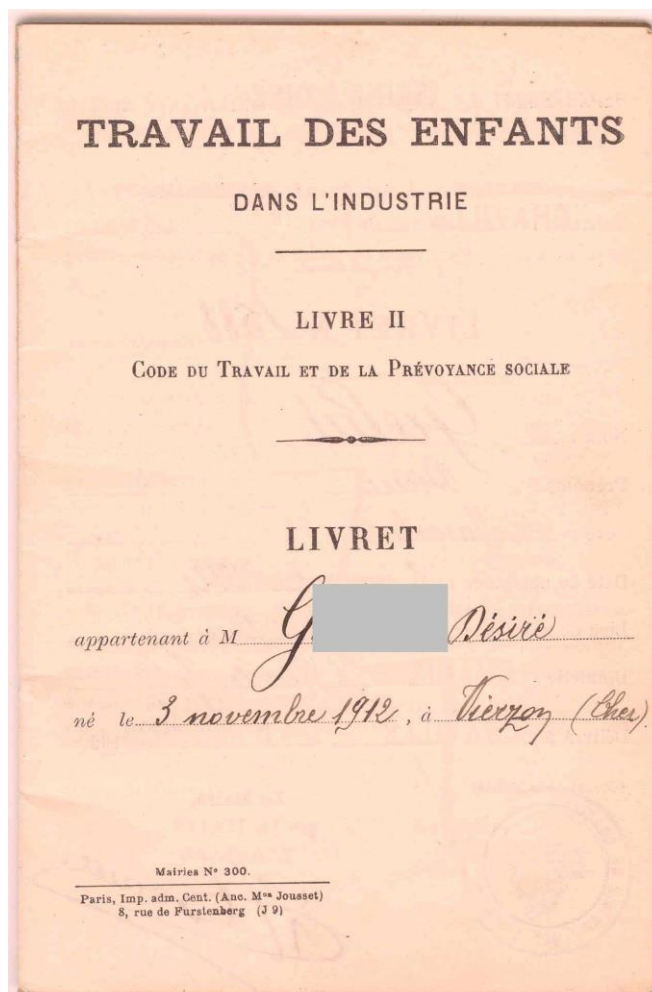 TRAVAIL DES ENFANTS
DANS L'INDUSTRIE
LIVRE II
CODE DU TRAVAIL ET DE LA PRÉVOYANCE SOCIALE
LIVRET
appartenant à M G Désiré
né le 3 novembre 1912, à Vierzon (Cher).
Mairies Nº 300.
Paris, Imp. adm. Cent. (Anc. Mon Jousset)
8, rue de Furstenberg (J 9)